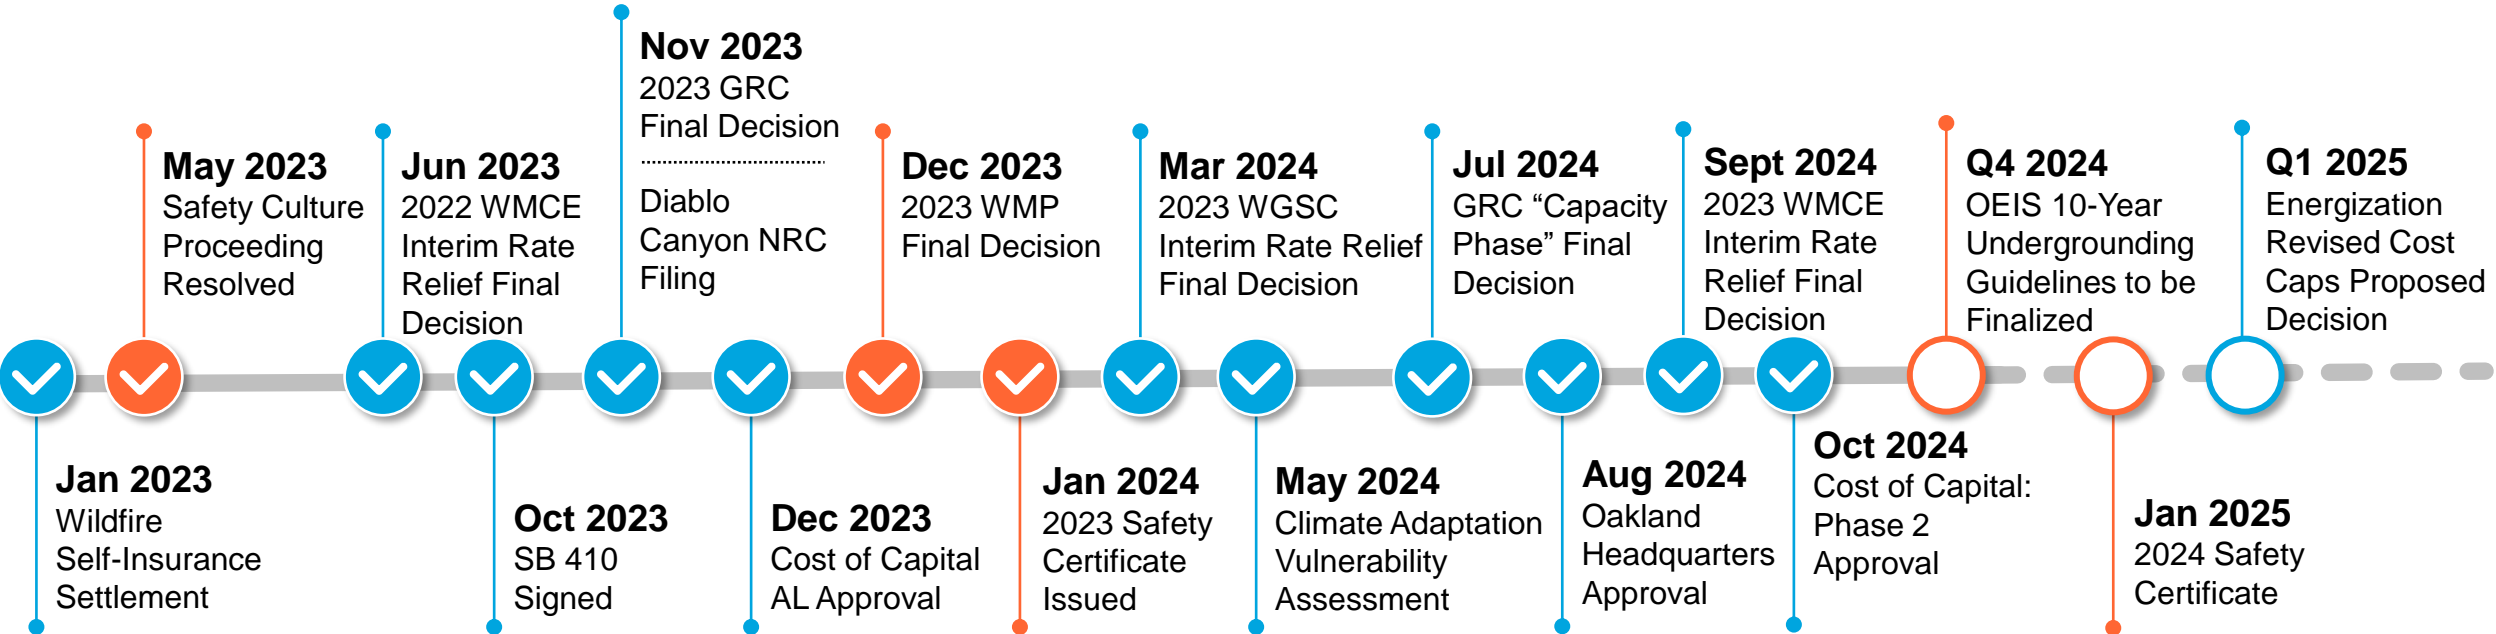 Nov 2023
2023 GRC
Final Decision
Diablo
Canyon NRC
Filing
May 2023
Safety Culture
Proceeding
Resolved
Jun 2023
2022 WMCE
Interim Rate
Relief Final
Decision
Dec 2023
2023 WMP
Final Decision
Mar 2024
2023 WGSC
Interim Rate Relief
Final Decision
Jul 2024
GRC “Capacity
Phase” Final
Decision
Sept 2024
2023 WMCE
Interim Rate
Relief Final
Decision
Q4 2024
OEIS 10-Year
Undergrounding
Guidelines to be
Finalized
Q1 2025
Energization
Revised Cost
Caps Proposed
Decision
Jan 2023
Wildfire
Self-Insurance
Settlement
Oct 2023
SB 410
Signed
Dec 2023
Cost of Capital
AL Approval
Jan 2024
2023 Safety
Certificate
Issued
May 2024
Climate Adaptation
Vulnerability
Assessment
Aug 2024
Oakland
Headquarters
Approval
Oct 2024
Cost of Capital:
Phase 2
Approval
Jan 2025
2024 Safety
Certificate